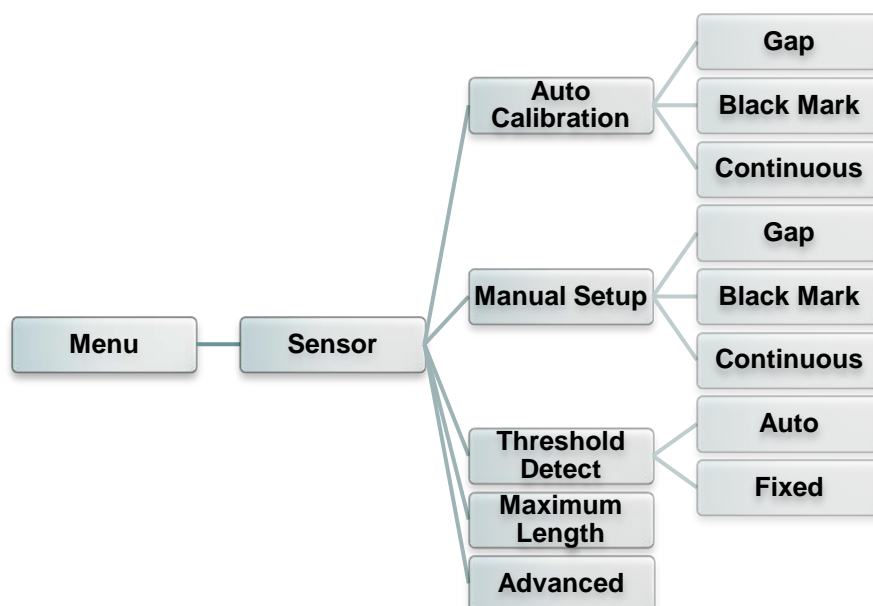 Menu
Sensor
Auto
Calibration
Gap
Black Mark
Continuous
Manual Setup
Gap
Black Mark
Continuous
Threshold
Detect
Auto
Fixed
Maximum
Length
Advanced